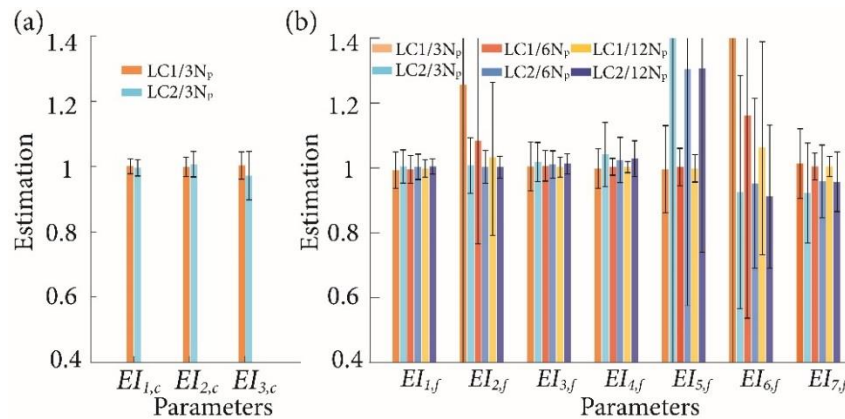 (a)
1.4
1.2
1
0.8
0.6
0.4
Estimation
LC1/3Np
LC2/3Np
EI1,c EI2,c EI3,c
Parameters
(b)
1.4
1.2
1
0.8
0.6
0.4
Estimation
LC1/3Np LC1/6Np LC1/12Np
LC2/3Np LC2/6Np LC2/12Np
EI1,f EI2,f EI3,f EI4,f EI5,f EI6,f EI7,f
Parameters